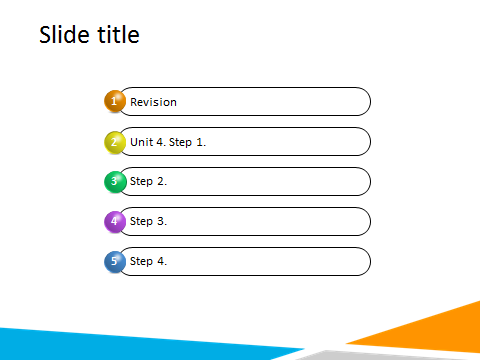 Slide title
1 Revision
2 Unit 4. Step 1.
3 Step 2.
4 Step 3.
5 Step 4.